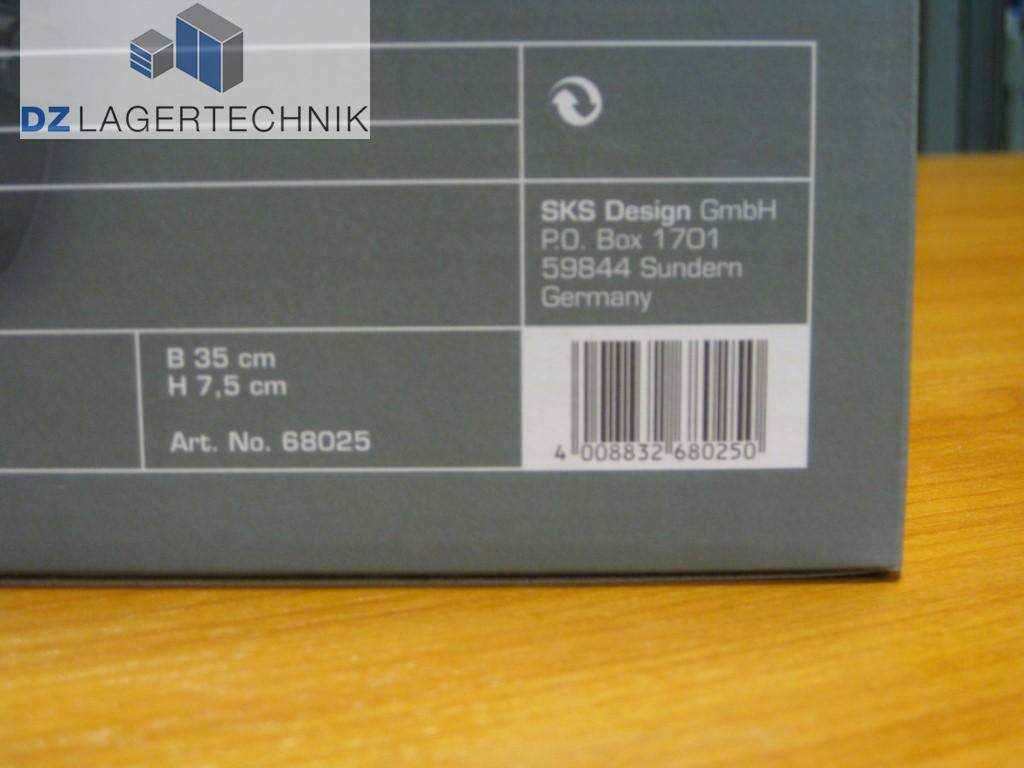 DZ LAGERTECHNIK
SKS Design GmbH
P.O. Box 1701
59844 Sundern
Germany
B 35 cm
H 7,5 cm
Art. No. 68025
4 008832 680250